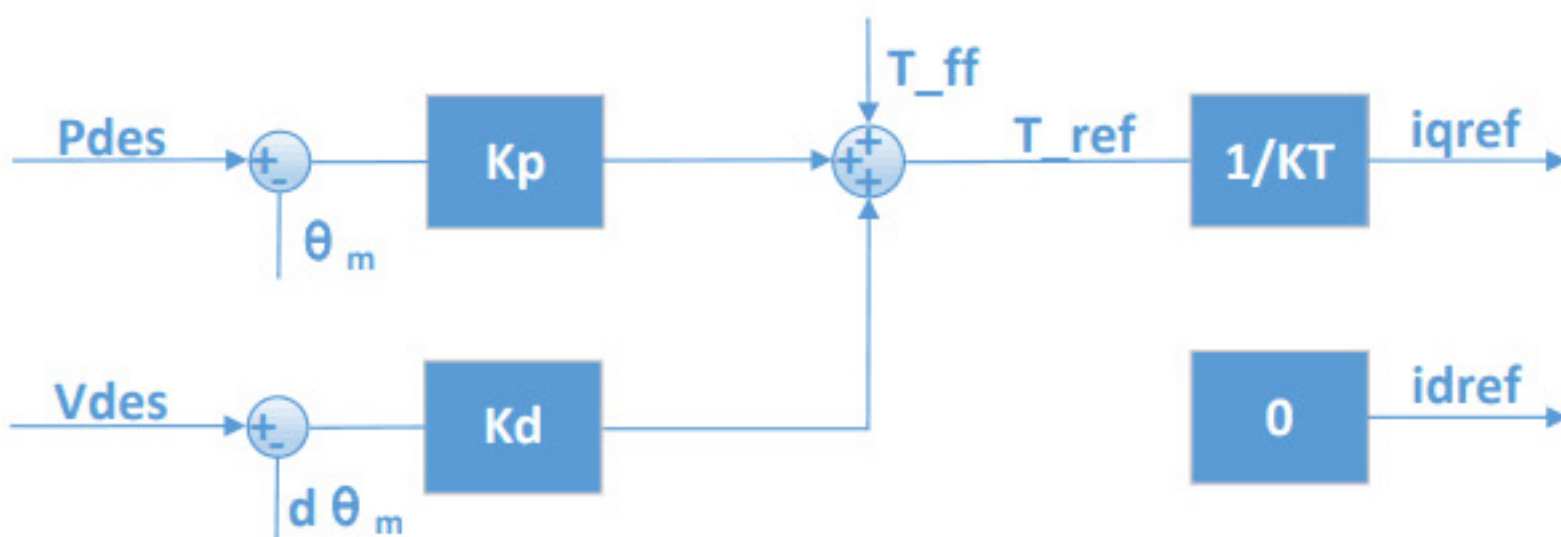 T_ff
Pdes + - Kp + + + T_ref 1/KT iqref
θ m
Vdes + - Kd 0 idref
d θ m